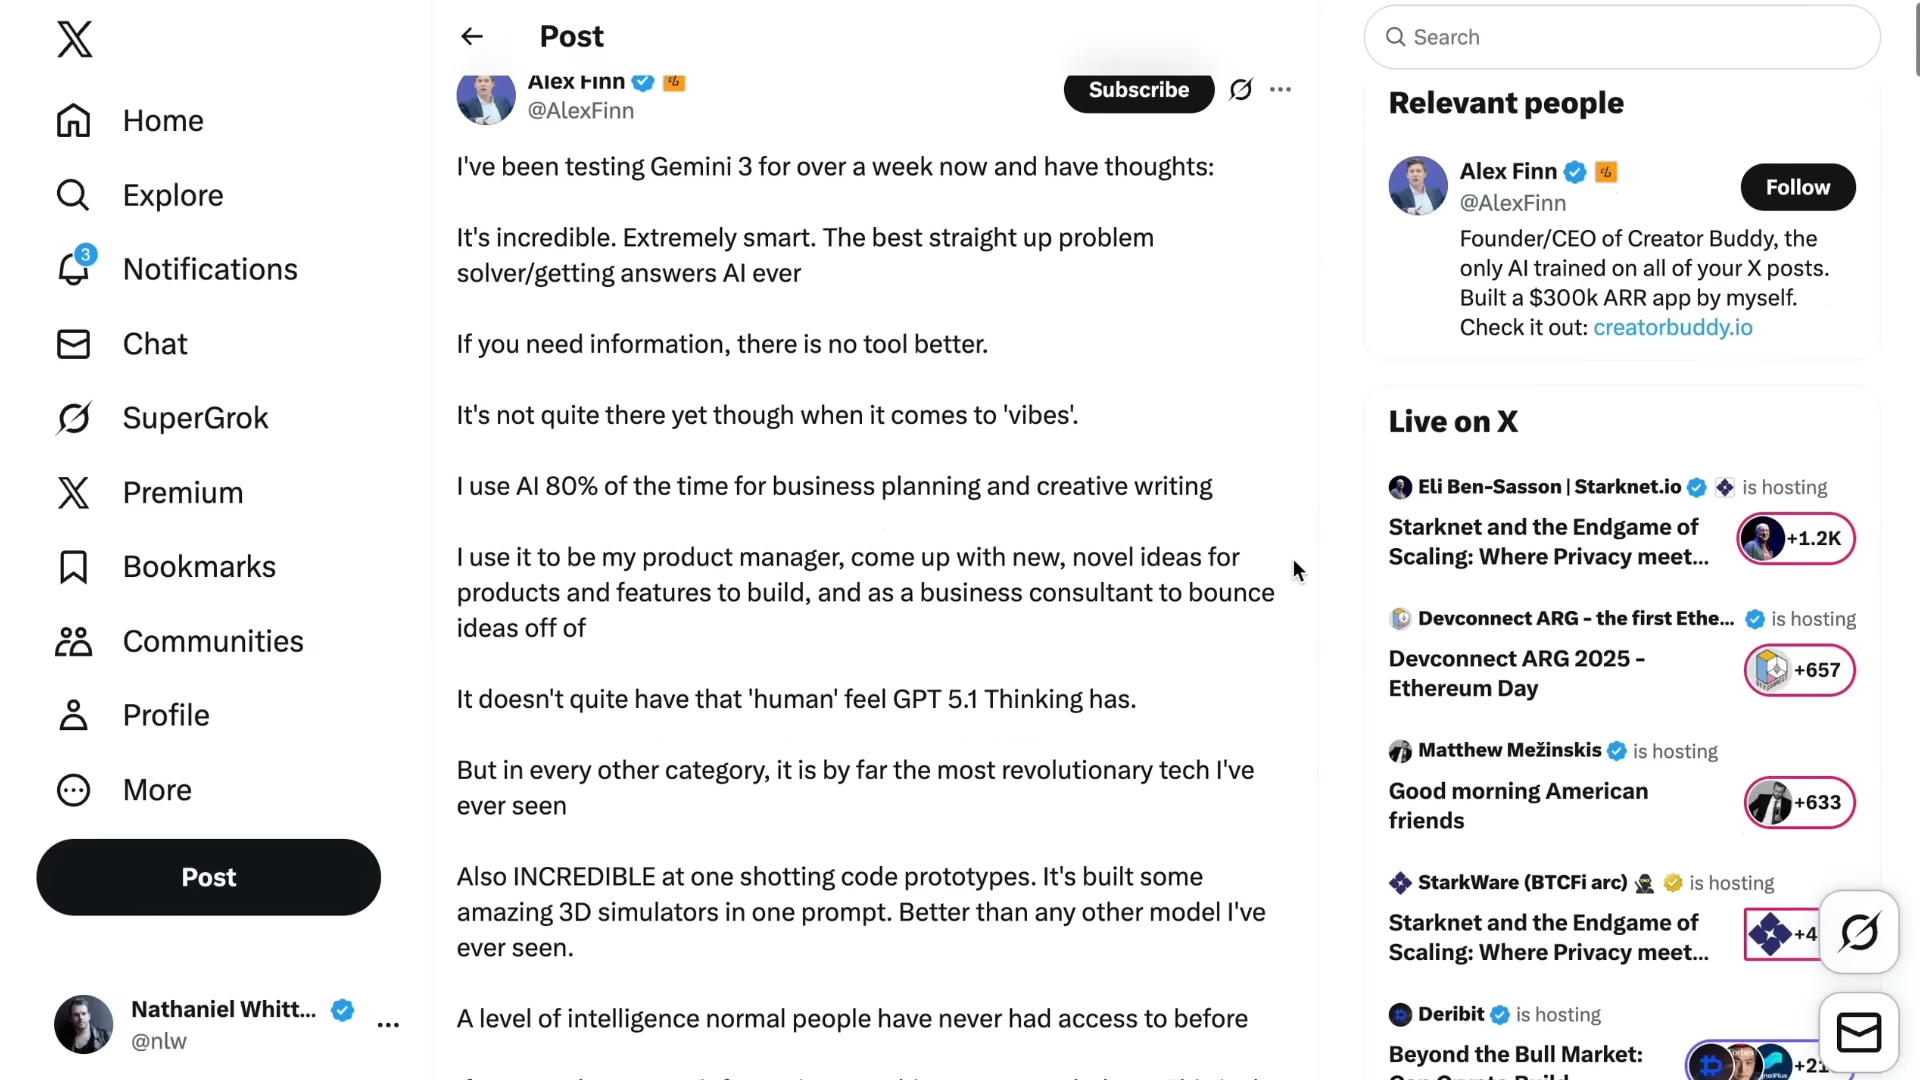 Home
Explore
3
Notifications
Chat
SuperGrok
Premium
Bookmarks
Communities
Profile
More
Post
Nathaniel Whitt...
@nlw
Post
Alex Finn
@AlexFinn
Subscribe
I've been testing Gemini 3 for over a week now and have thoughts:
It's incredible. Extremely smart. The best straight up problem
solver/getting answers AI ever
If you need information, there is no tool better.
It's not quite there yet though when it comes to 'vibes'.
I use AI 80% of the time for business planning and creative writing
I use it to be my product manager, come up with new, novel ideas for
products and features to build, and as a business consultant to bounce
ideas off of
It doesn't quite have that 'human' feel GPT 5.1 Thinking has.
But in every other category, it is by far the most revolutionary tech I've
ever seen
Also INCREDIBLE at one shotting code prototypes. It's built some
amazing 3D simulators in one prompt. Better than any other model I've
ever seen.
A level of intelligence normal people have never had access to before
Search
Relevant people
Alex Finn
@AlexFinn
Follow
Founder/CEO of Creator Buddy, the
only AI trained on all of your X posts.
Built a $300k ARR app by myself.
Check it out: creatorbuddy.io
Live on X
Eli Ben-Sasson | Starknet.io is hosting
Starknet and the Endgame of
Scaling: Where Privacy meet...
+1.2K
Devconnect ARG - the first Ethe... is hosting
Devconnect ARG 2025 -
Ethereum Day
+657
Matthew Mežinskis is hosting
Good morning American
friends
+633
StarkWare (BTCFi arc) is hosting
Starknet and the Endgame of
Scaling: Where Privacy meet...
+4
Deribit is hosting
Beyond the Bull Market:
+21